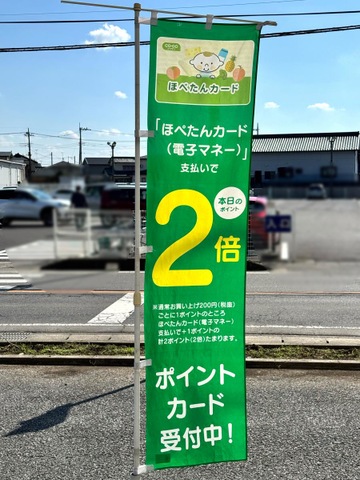 CO・OP
ほぺたんカード
「ほぺたんカード
（電子マネー）」
支払いで
本日の
ポイント
2倍
※通常お買い上げ200円（税抜）
ごとに1ポイントのところ
ほぺたんカード（電子マネー）
支払いで+1ポイントの
計2ポイント（2倍）たまります。
ポイント
カード
受付中！
入口